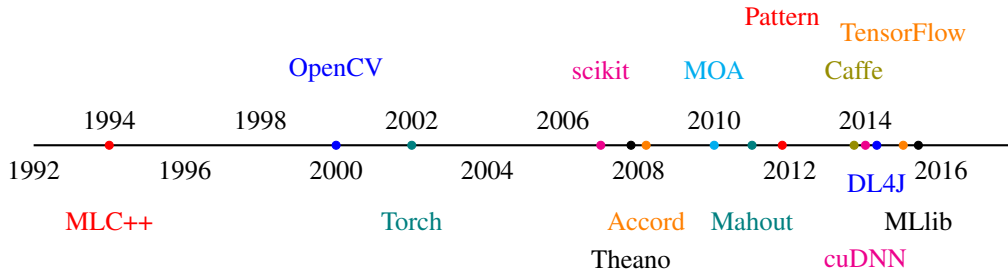 Pattern
TensorFlow
OpenCV
scikit
MOA
Caffe
1994
1998
2002
2006
2010
2014
1992
1996
2000
2004
2008
2012
2016
DL4J
MLC++
Torch
Accord
Mahout
MLlib
Theano
cuDNN